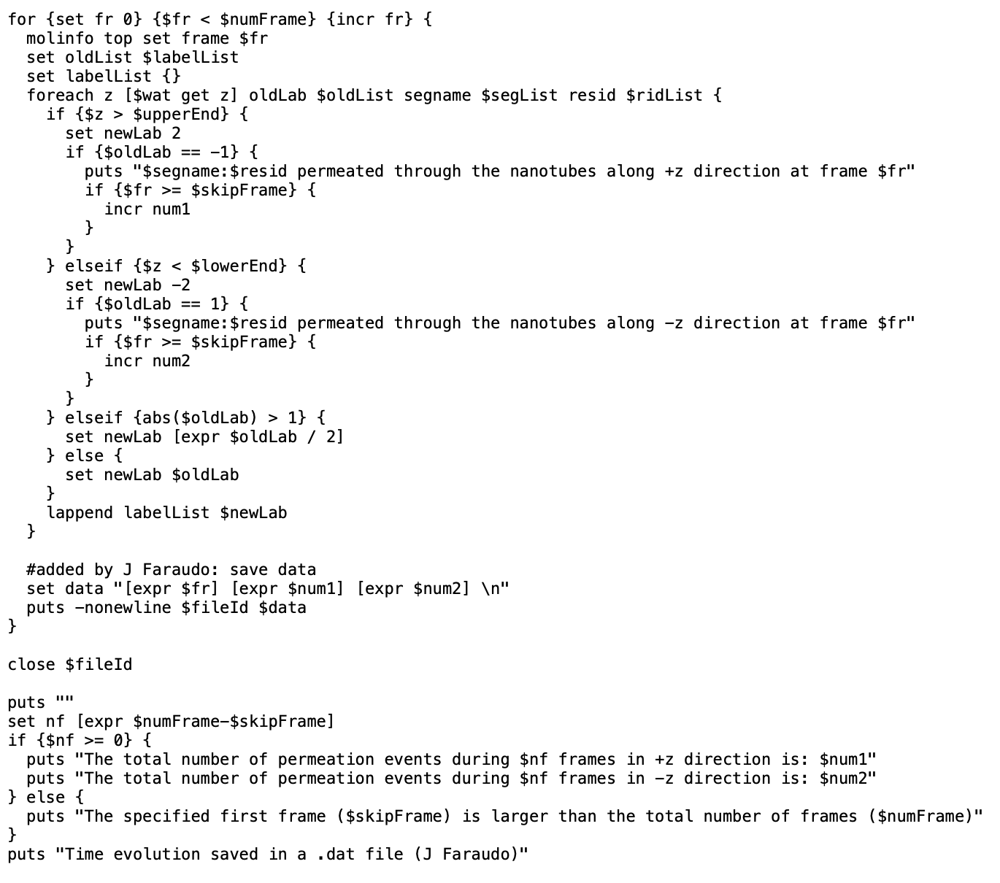 for {set fr 0} {$fr < $numFrame} {incr fr} {
  molinfo top set frame $fr
  set oldList $labelList
  set labelList {}
  foreach z [$wat get z] oldLab $oldList segname $segList resid $ridList {
    if {$z > $upperEnd} {
      set newLab 2
      if {$oldLab == -1} {
        puts "$segname:$resid permeated through the nanotubes along +z direction at frame $fr"
        if {$fr >= $skipFrame} {
          incr num1
        }
      }
    } elseif {$z < $lowerEnd} {
      set newLab -2
      if {$oldLab == 1} {
        puts "$segname:$resid permeated through the nanotubes along -z direction at frame $fr"
        if {$fr >= $skipFrame} {
          incr num2
        }
      }
    } elseif {abs($oldLab) > 1} {
      set newLab [expr $oldLab / 2]
    } else {
      set newLab $oldLab
    }
    lappend labelList $newLab
  }

  #added by J Faraudo: save data
  set data "[expr $fr] [expr $num1] [expr $num2] \n"
  puts -nonewline $fileId $data
}

close $fileId

puts ""
set nf [expr $numFrame-$skipFrame]
if {$nf >= 0} {
  puts "The total number of permeation events during $nf frames in +z direction is: $num1"
  puts "The total number of permeation events during $nf frames in -z direction is: $num2"
} else {
  puts "The specified first frame ($skipFrame) is larger than the total number of frames ($numFrame)"
}
puts "Time evolution saved in a .dat file (J Faraudo)"